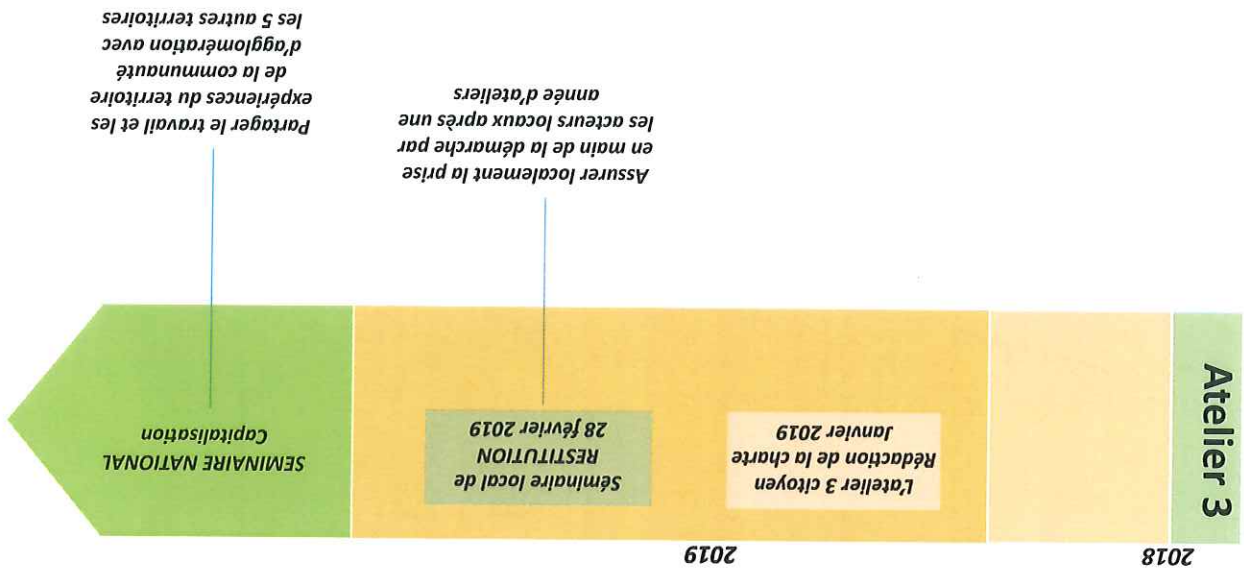 2018
2019
Atelier 3
L'atelier 3 citoyen
Rédaction de la charte
Janvier 2019
Séminaire local de
RESTITUTION
28 février 2019
SEMINAIRE NATIONAL
Capitalisation
Assurer localement la prise
en main de la démarche par
les acteurs locaux après une
année d'ateliers
Partager le travail et les
expériences du territoire
de la communauté
d'agglomération avec
les 5 autres territoires